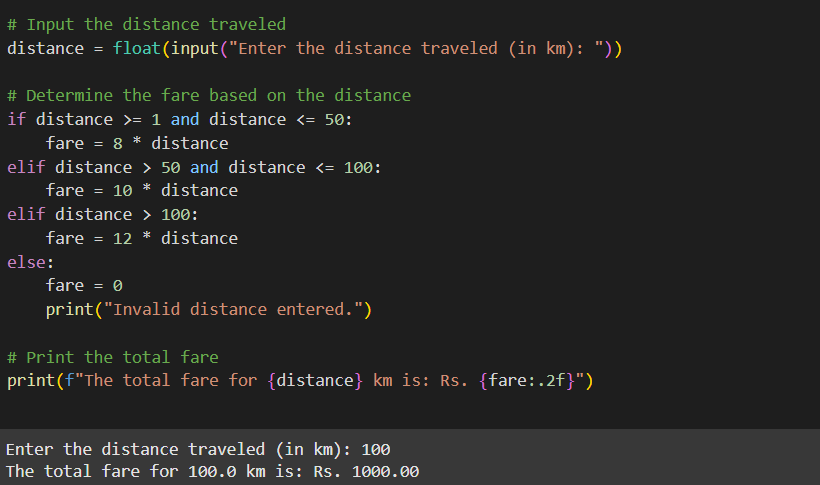 # Input the distance traveled
distance = float(input("Enter the distance traveled (in km): "))
# Determine the fare based on the distance
if distance >= 1 and distance <= 50:
    fare = 8 * distance
elif distance > 50 and distance <= 100:
    fare = 10 * distance
elif distance > 100:
    fare = 12 * distance
else:
    fare = 0
    print("Invalid distance entered.")
# Print the total fare
print(f"The total fare for {distance} km is: Rs. {fare:.2f}")
Enter the distance traveled (in km): 100
The total fare for 100.0 km is: Rs. 1000.00